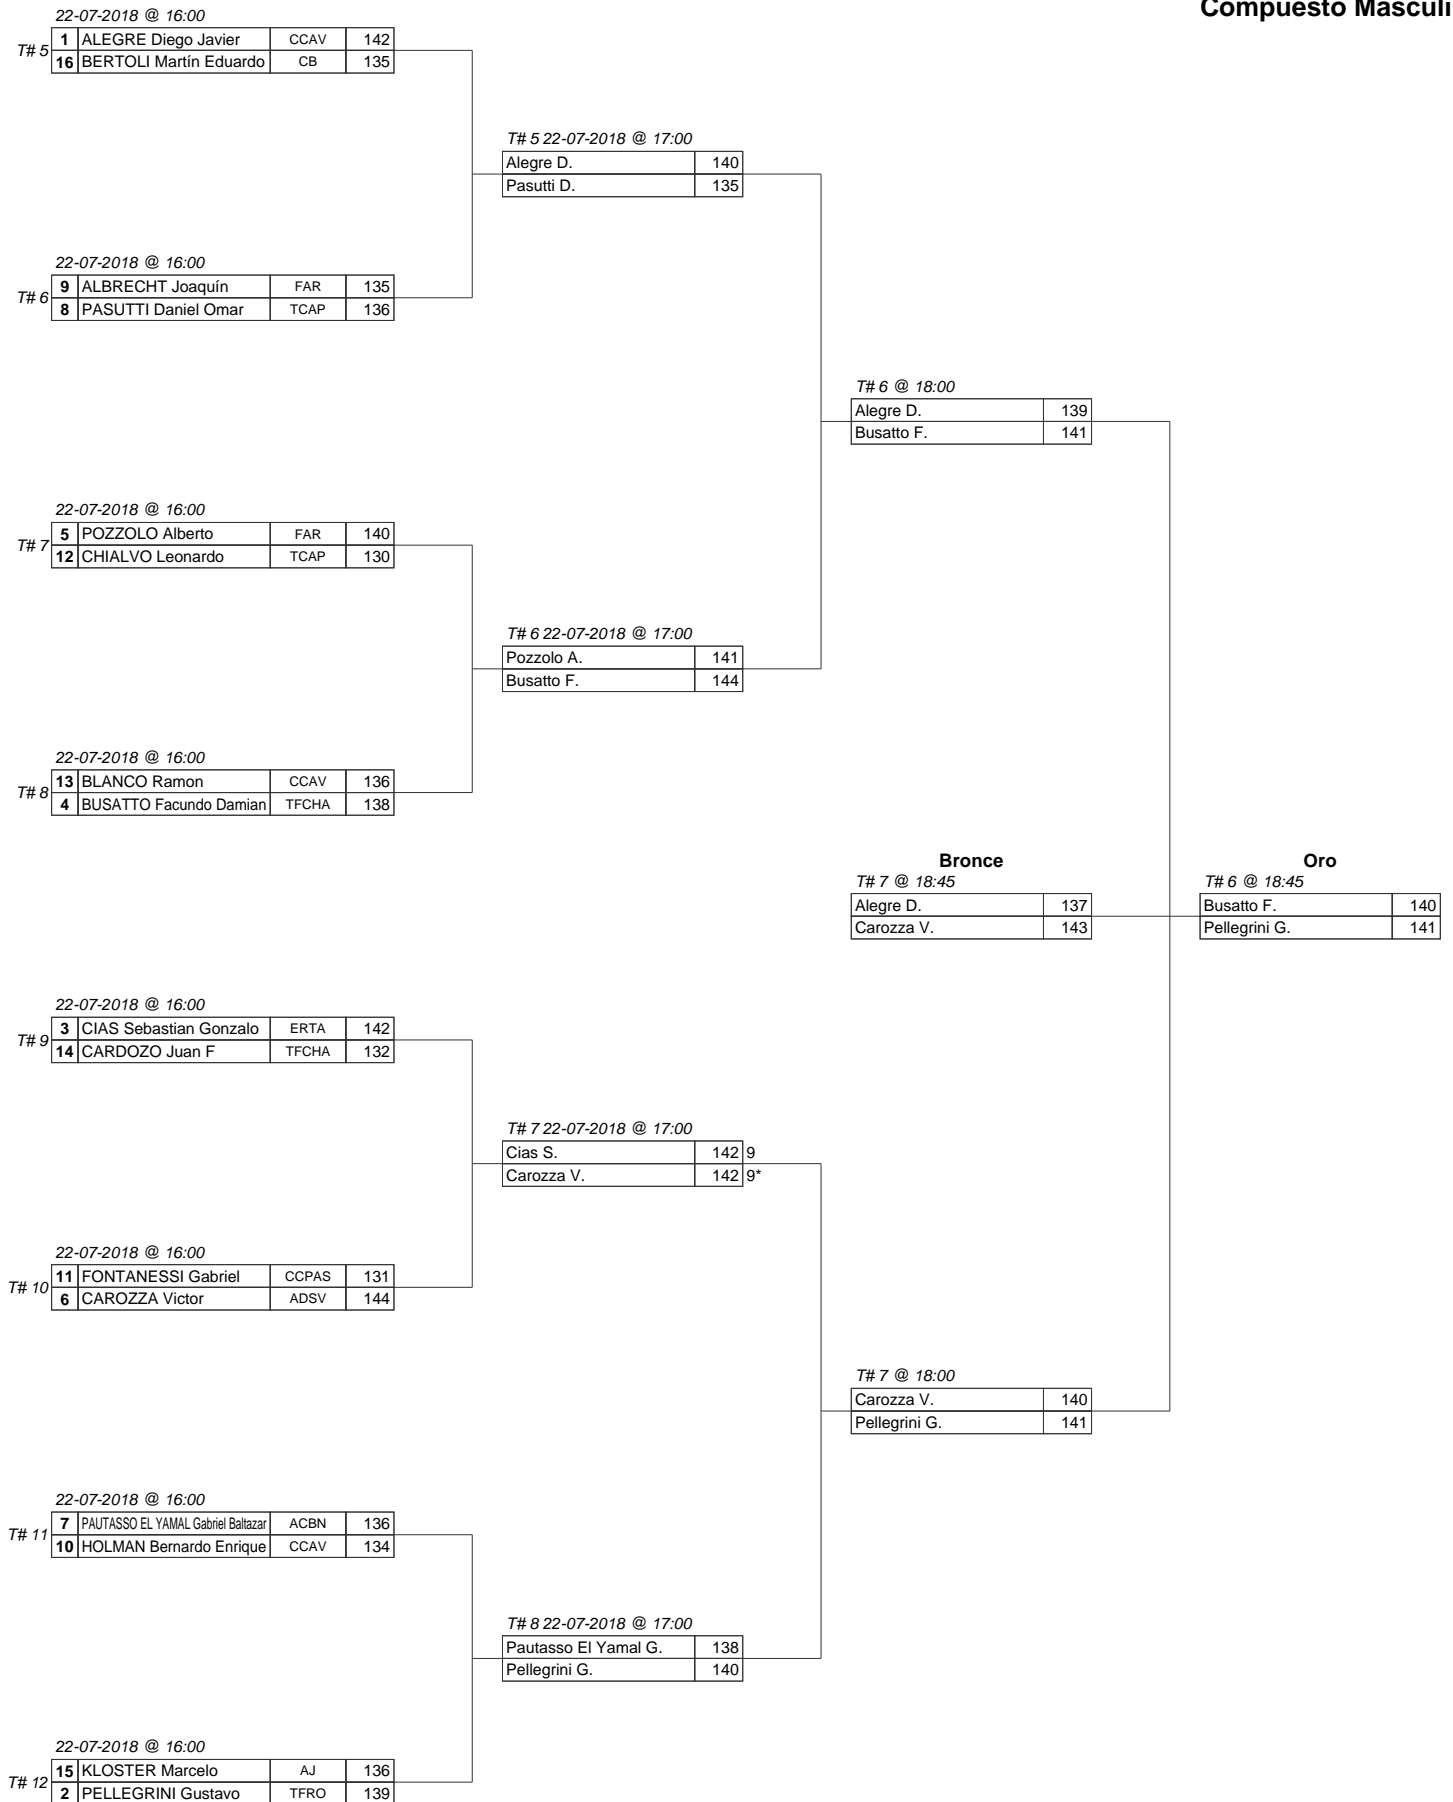 Compuesto Masculi
22-07-2018 @ 16:00
T# 5
1 ALEGRE Diego Javier CCAV 142
16 BERTOLI Martín Eduardo CB 135
T# 5 22-07-2018 @ 17:00
Alegre D. 140
Pasutti D. 135
22-07-2018 @ 16:00
T# 6
9 ALBRECHT Joaquín FAR 135
8 PASUTTI Daniel Omar TCAP 136
T# 6 @ 18:00
Alegre D. 139
Busatto F. 141
22-07-2018 @ 16:00
T# 7
5 POZZOLO Alberto FAR 140
12 CHIALVO Leonardo TCAP 130
T# 6 22-07-2018 @ 17:00
Pozzolo A. 141
Busatto F. 144
22-07-2018 @ 16:00
T# 8
13 BLANCO Ramon CCAV 136
4 BUSATTO Facundo Damian TFCHA 138
Bronce
T# 7 @ 18:45
Alegre D. 137
Carozza V. 143
Oro
T# 6 @ 18:45
Busatto F. 140
Pellegrini G. 141
22-07-2018 @ 16:00
T# 9
3 CIAS Sebastian Gonzalo ERTA 142
14 CARDOZO Juan F TFCHA 132
T# 7 22-07-2018 @ 17:00
Cias S. 142 9
Carozza V. 142 9*
22-07-2018 @ 16:00
T# 10
11 FONTANESSI Gabriel CCPAS 131
6 CAROZZA Victor ADSV 144
T# 7 @ 18:00
Carozza V. 140
Pellegrini G. 141
22-07-2018 @ 16:00
T# 11
7 PAUTASSO EL YAMAL Gabriel Baltazar ACBN 136
10 HOLMAN Bernardo Enrique CCAV 134
T# 8 22-07-2018 @ 17:00
Pautasso El Yamal G. 138
Pellegrini G. 140
22-07-2018 @ 16:00
T# 12
15 KLOSTER Marcelo AJ 136
2 PELLEGRINI Gustavo TFRO 139